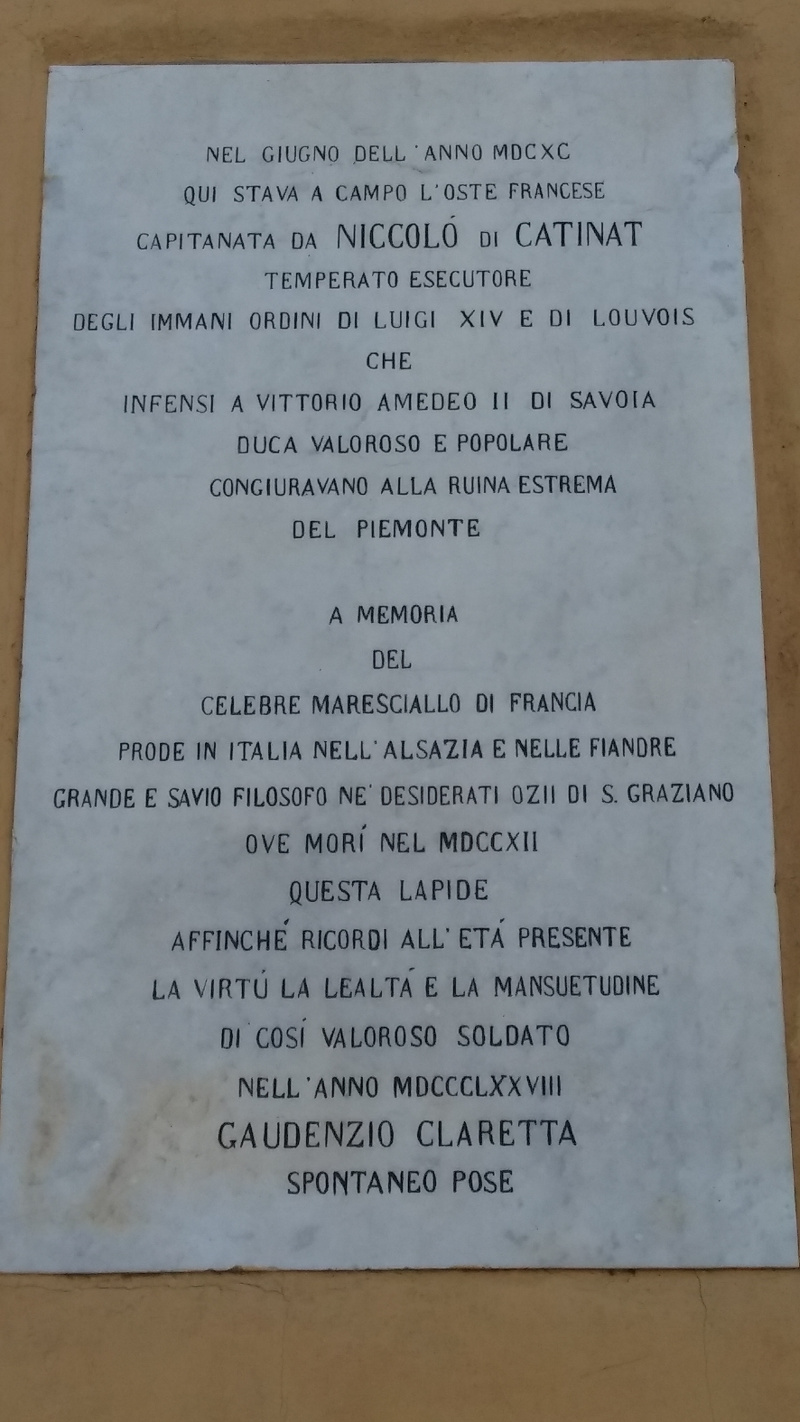 NEL GIUGNO DELL'ANNO MDCXC
QUI STAVA A CAMPO L'OSTE FRANCESE
CAPITANATA DA NICCOLÓ DI CATINAT
TEMPERATO ESECUTORE
DEGLI IMMANI ORDINI DI LUIGI XIV E DI LOUVOIS
CHE
INFENSI A VITTORIO AMEDEO II DI SAVOIA
DUCA VALOROSO E POPOLARE
CONGIURAVANO ALLA RUINA ESTREMA
DEL PIEMONTE
A MEMORIA
DEL
CELEBRE MARESCIALLO DI FRANCIA
PRODE IN ITALIA NELL'ALSAZIA E NELLE FIANDRE
GRANDE E SAVIO FILOSOFO NE' DESIDERATI OZII DI S. GRAZIANO
OVE MORÍ NEL MDCCXII
QUESTA LAPIDE
AFFINCHÉ RICORDI ALL'ETÁ PRESENTE
LA VIRTÚ LA LEALTÁ E LA MANSUETUDINE
DI COSÍ VALOROSO SOLDATO
NELL'ANNO MDCCCLXXVIII
GAUDENZIO CLARETTA
SPONTANEO POSE